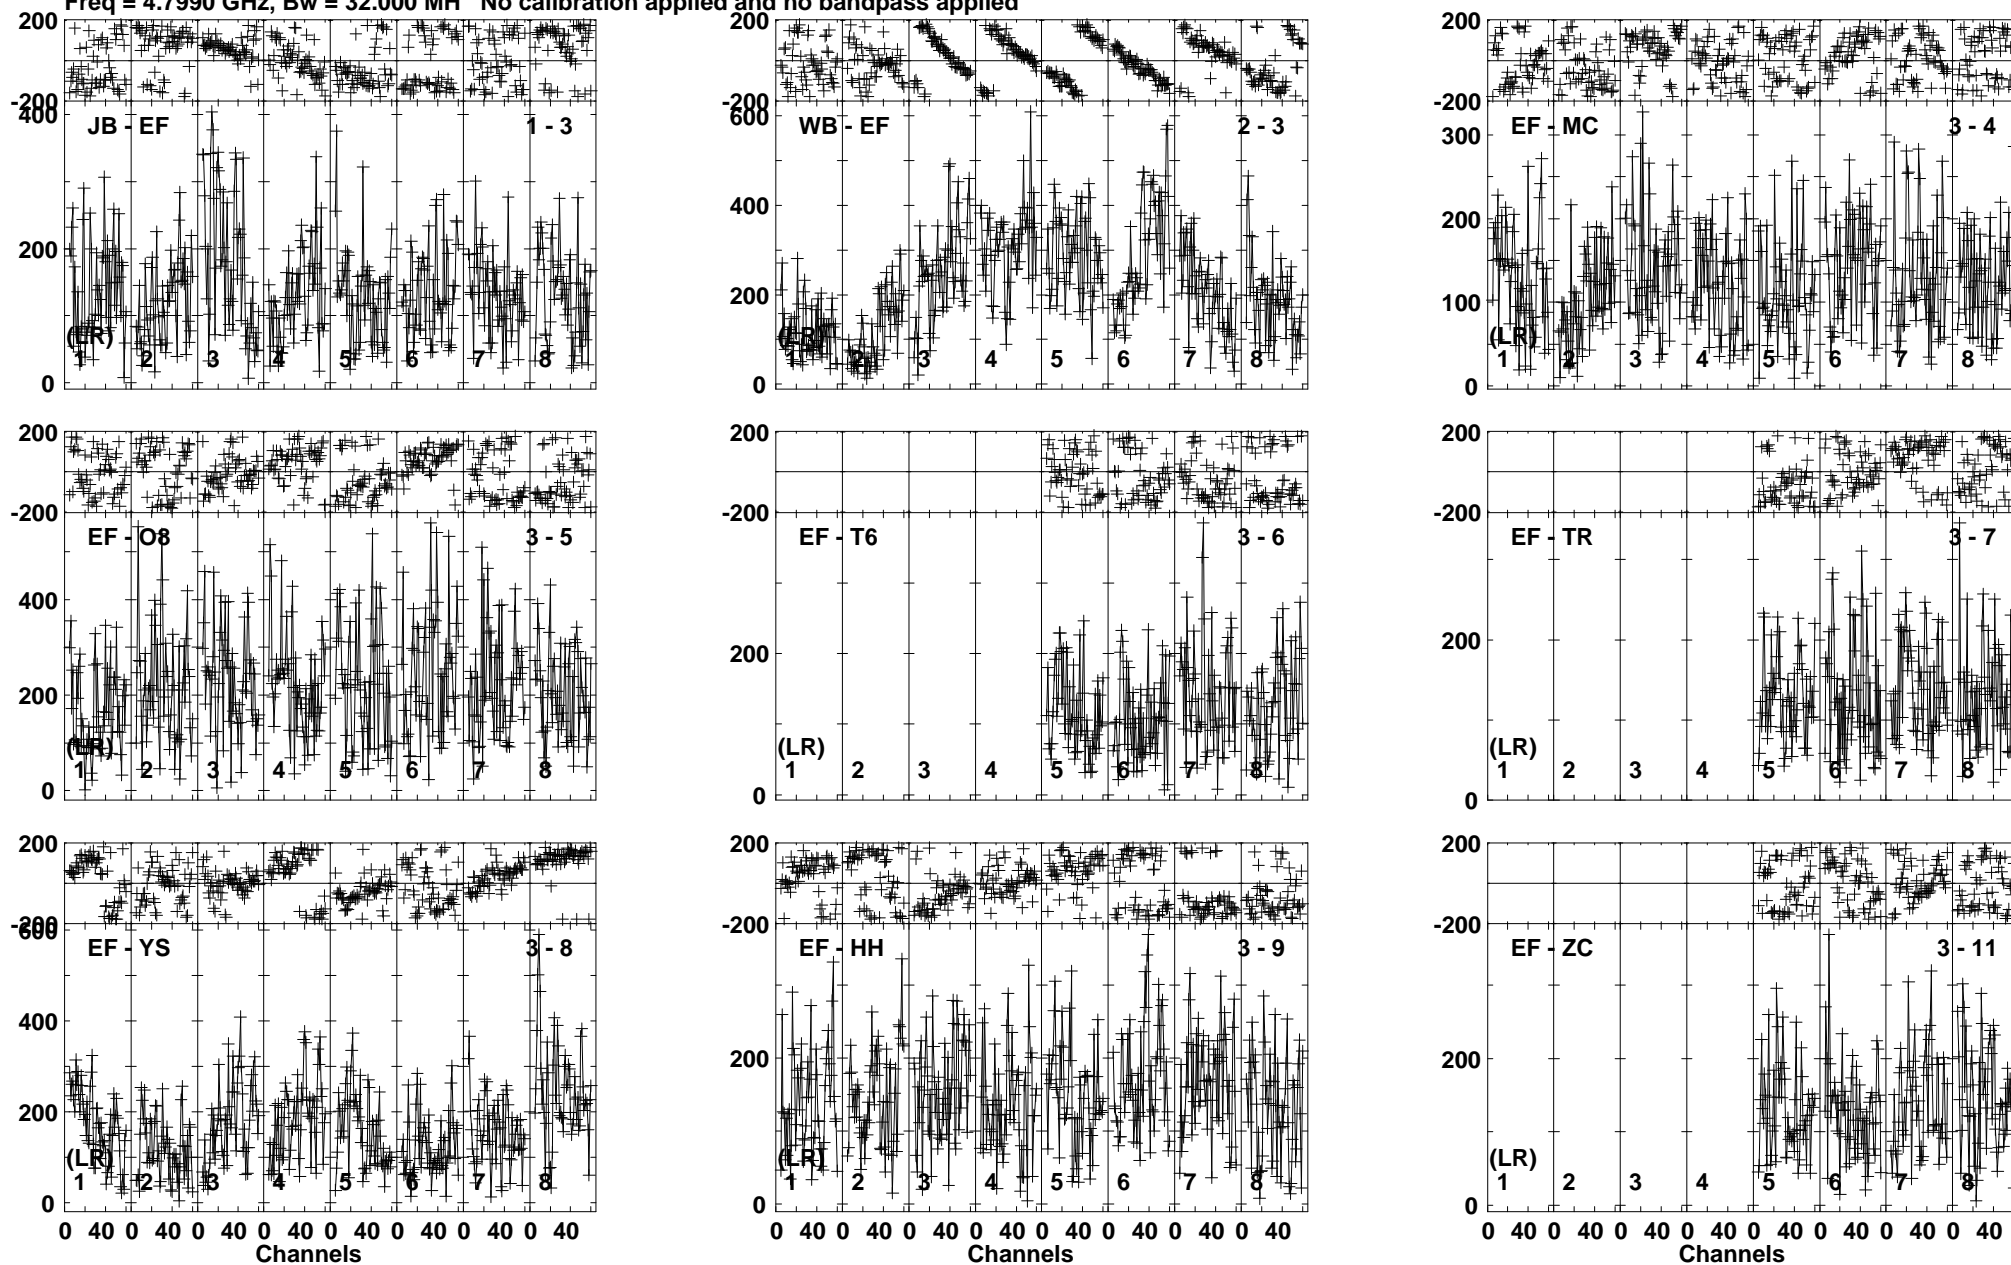 Freq = 4.7990 GHz, Bw = 32.000 MH No calibration applied and no bandpass applied
200 200 200
-200 -200 -200
400 600 300
JB - EF 1 - 3 WB - EF 2 - 3 EF - MC 3 - 4
400 200
200 200 100
(LR) (LR) (LR)
1 2 3 4 5 6 7 8 1 2 3 4 5 6 7 8 1 2 3 4 5 6 7 8
0 0 0
200 200 200
-200 -200 -200
EF - O8 3 - 5 EF - T6 3 - 6 EF - TR 3 - 7
400
200 200 200
(LR) (LR) (LR)
1 2 3 4 5 6 7 8 1 2 3 4 5 6 7 8 1 2 3 4 5 6 7 8
0 0 0
200 200 200
-200 -200 -200
600
EF - YS 3 - 8 EF - HH 3 - 9 EF - ZC 3 - 11
400
200 200 200
(LR) (LR) (LR)
1 2 3 4 5 6 7 8 1 2 3 4 5 6 7 8 1 2 3 4 5 6 7 8
0 0 0
0 40 0 40 0 40 0 40 0 40 0 40 0 40 0 40 0 40 0 40 0 40 0 40 0 40 0 40 0 40 0 40 0 40 0 40 0 40 0 40 0 40 0 40 0 40 0 40
Channels Channels Channels